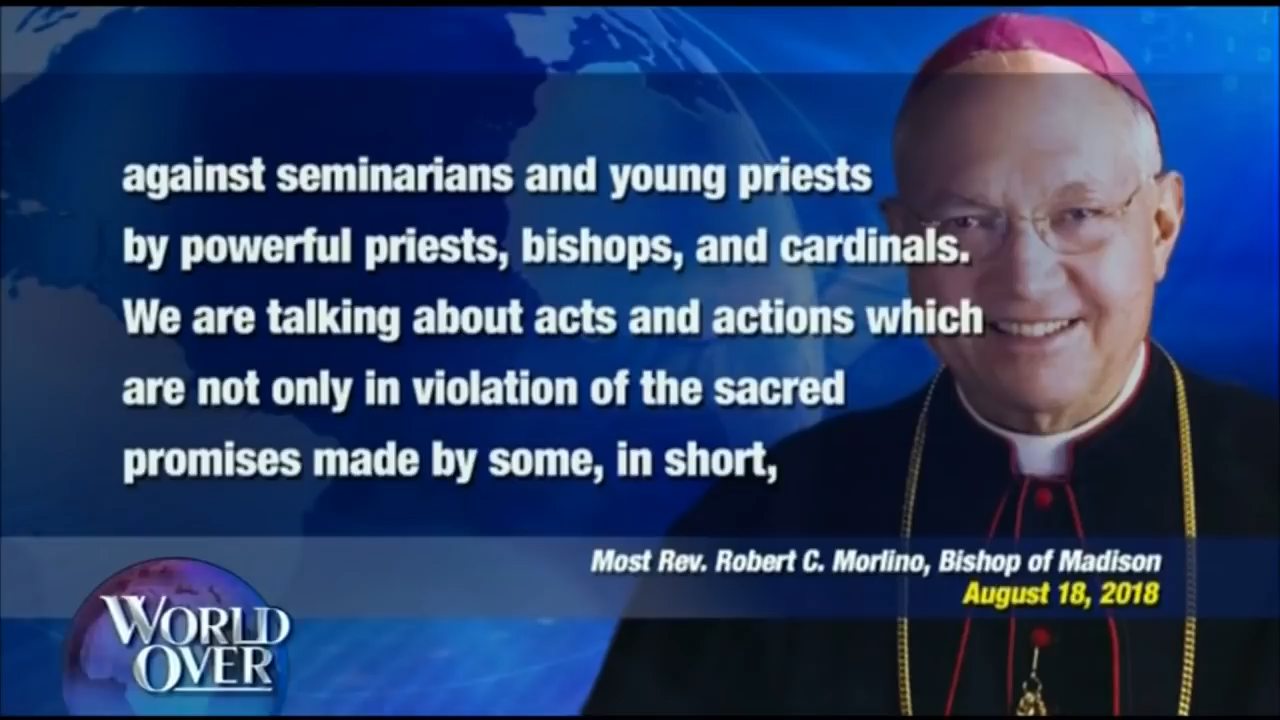 against seminarians and young priests
by powerful priests, bishops, and cardinals.
We are talking about acts and actions which
are not only in violation of the sacred
promises made by some, in short,
Most Rev. Robert C. Morlino, Bishop of Madison
August 18, 2018
WORLD
OVER